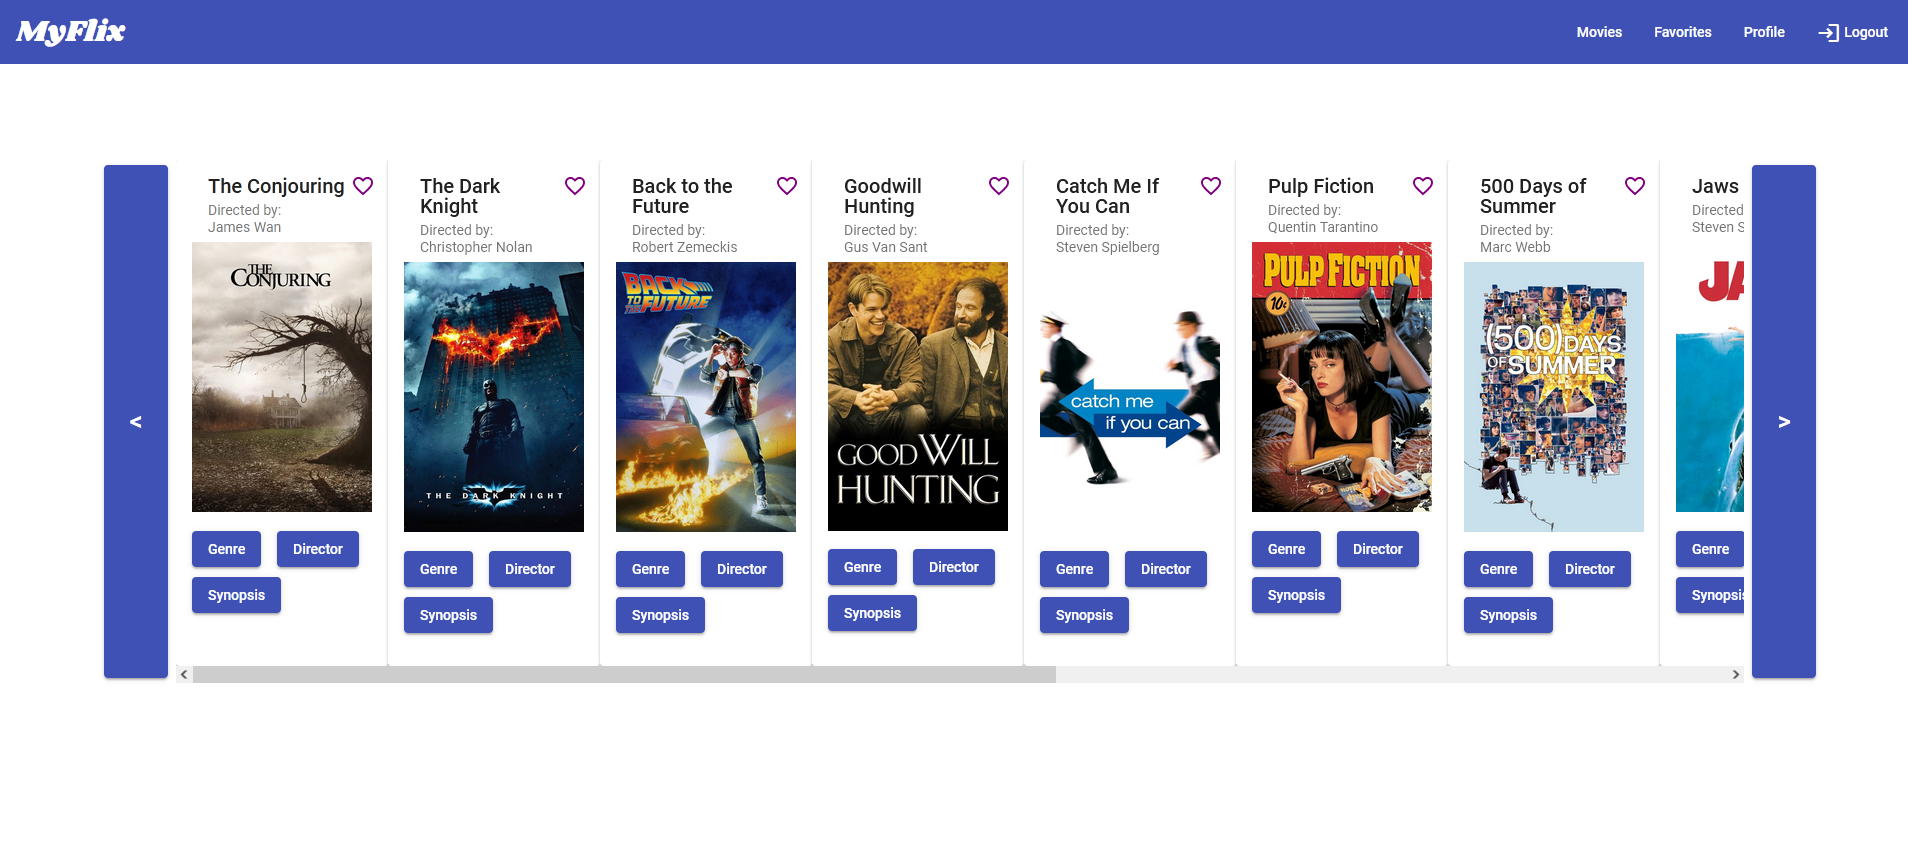 MyFlix
Movies
Favorites
Profile
Logout
<
The Conjouring
Directed by:
James Wan
THE
CONJURING
Genre
Director
Synopsis
The Dark
Knight
Directed by:
Christopher Nolan
THE DARK KNIGHT
Genre
Director
Synopsis
Back to the
Future
Directed by:
Robert Zemeckis
BACK
TO THE
FUTURE
Genre
Director
Synopsis
Goodwill
Hunting
Directed by:
Gus Van Sant
GOOD WILL
HUNTING
Genre
Director
Synopsis
Catch Me If
You Can
Directed by:
Steven Spielberg
catch me
if you can
Genre
Director
Synopsis
Pulp Fiction
Directed by:
Quentin Tarantino
PULP FICTION
10¢
Genre
Director
Synopsis
500 Days of
Summer
Directed by:
Marc Webb
(500) DAYS
OF SUMMER
Genre
Director
Synopsis
Jaws
Directed
Steven S
JA
Genre
Synopsis
>